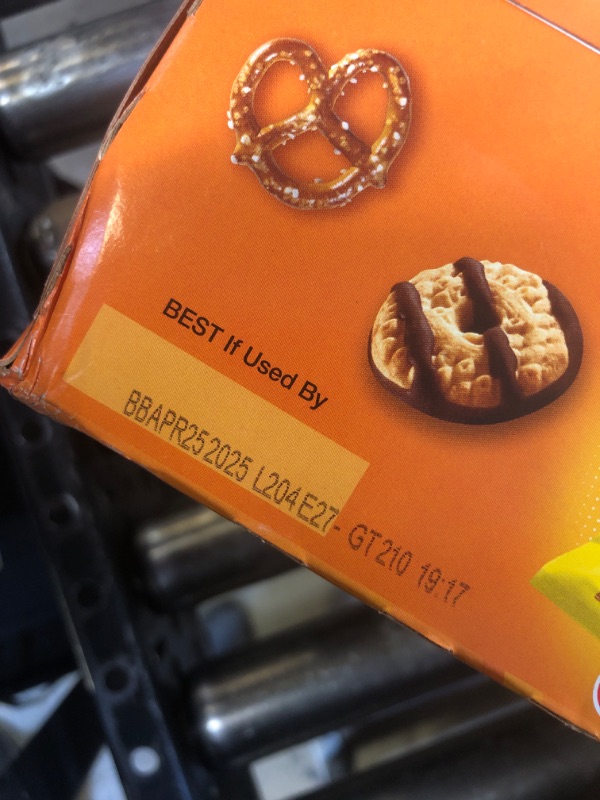 BEST If Used By
BBAPR252025 L204E27- GT210 19:17